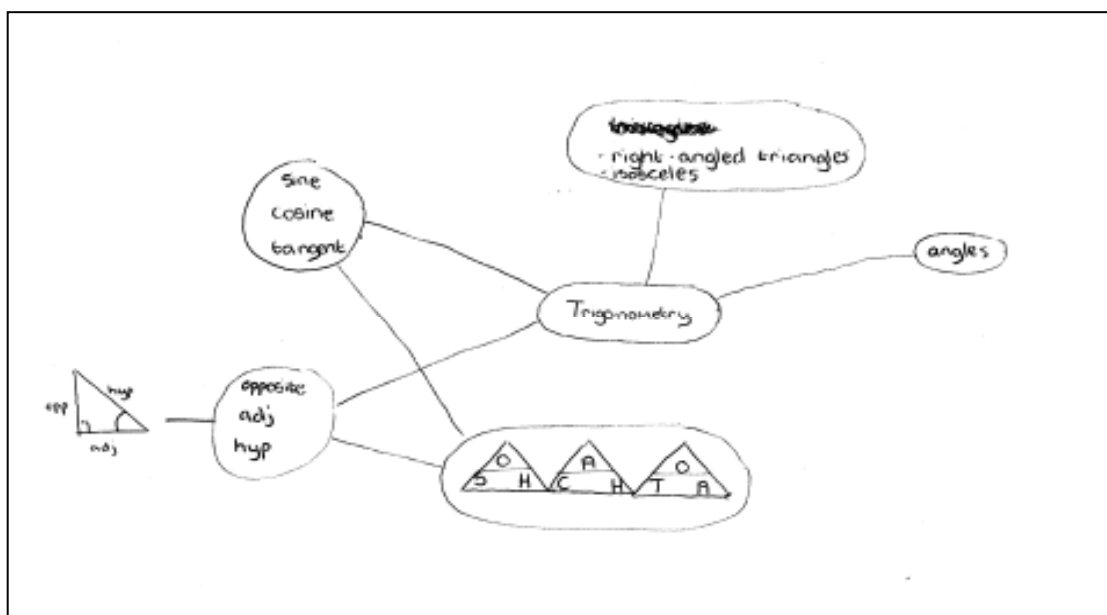 · right-angled triangles
· isosceles
sine
cosine
tangent
angles
Trigonometry
opposite
adj
hyp
opp
hyp
adj
O
S H
A
C H
O
T A